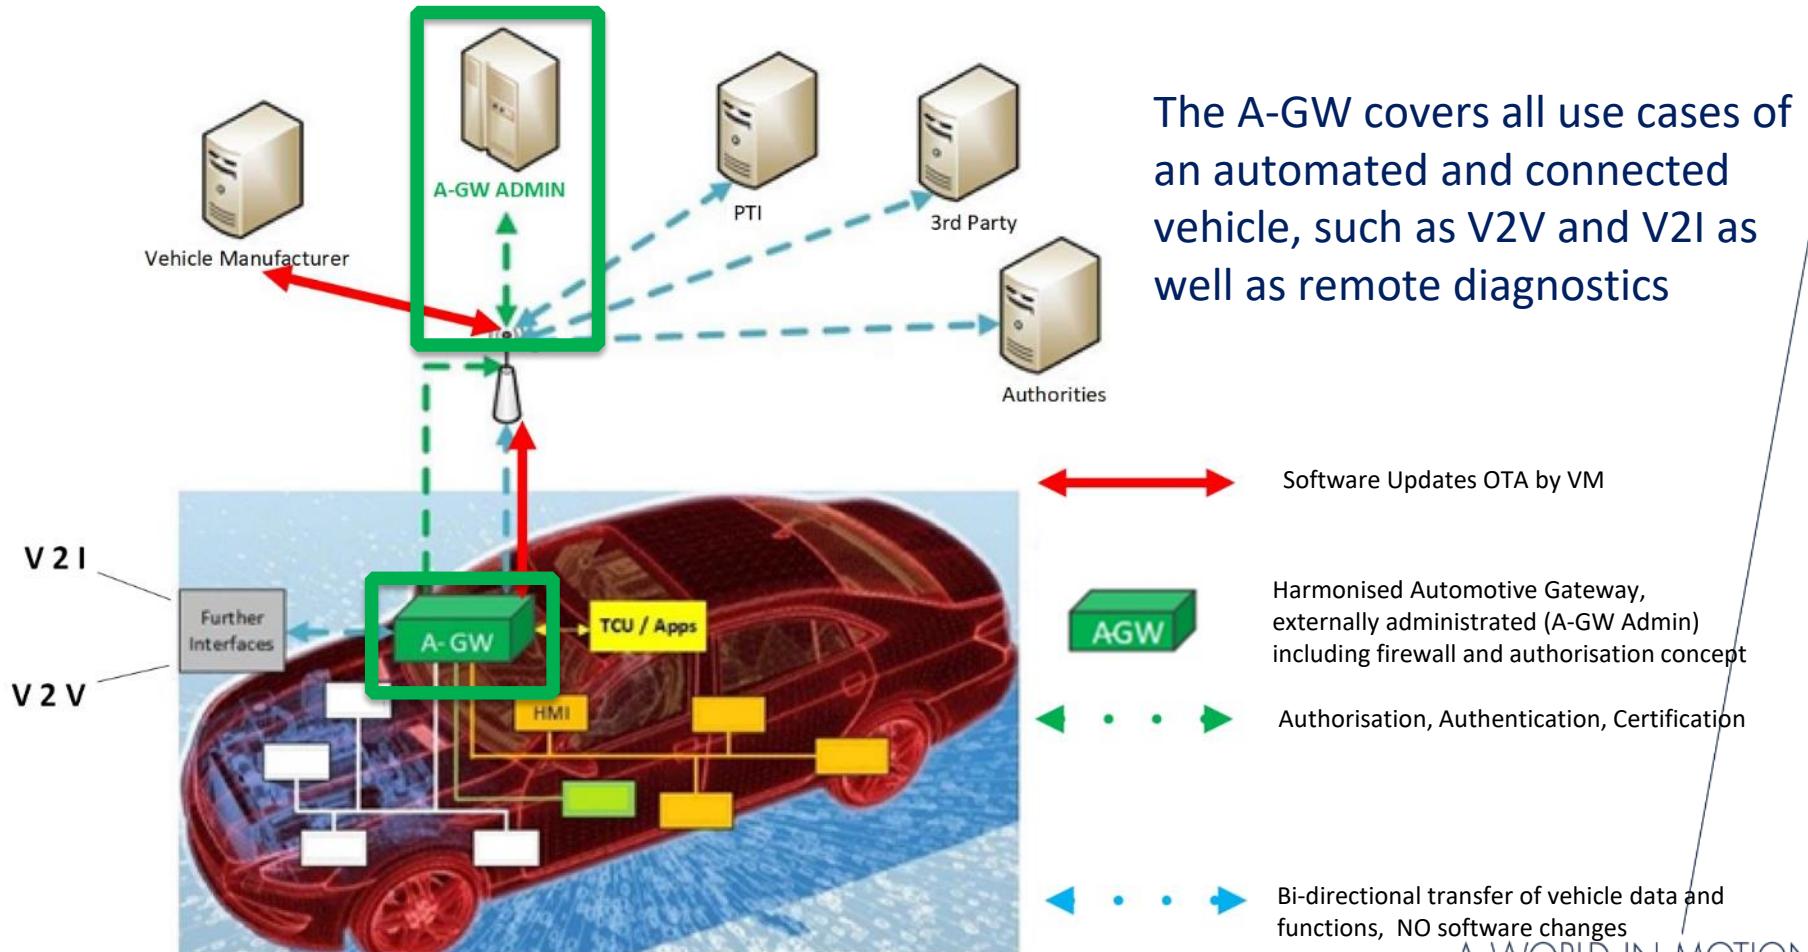 The A-GW covers all use cases of
an automated and connected
vehicle, such as V2V and V2I as
well as remote diagnostics
A-GW ADMIN
Vehicle Manufacturer
PTI
3rd Party
Authorities
Software Updates OTA by VM
V 2 I
Further
Interfaces
V 2 V
A- GW
TCU / Apps
HMI
AGW
Harmonised Automotive Gateway,
externally administrated (A-GW Admin)
including firewall and authorisation concept
Authorisation, Authentication, Certification
Bi-directional transfer of vehicle data and
functions, NO software changes
A WORLD IN MOTION